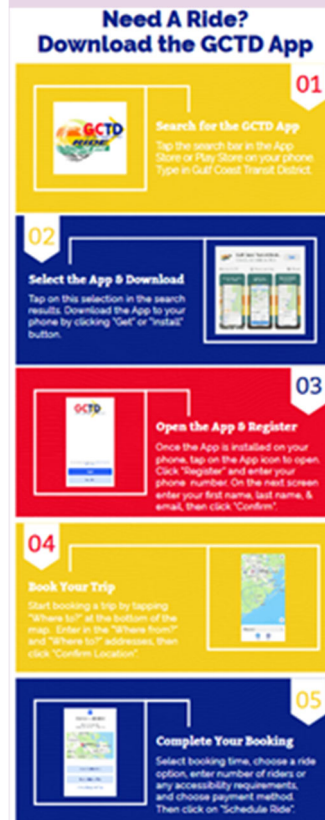 Need A Ride?
Download the GCTD App
01
GCTD
RIDE
Search for the GCTD App
Tap the search bar in the App
Store or Play Store on your phone.
Type in Gulf Coast Transit District.
02
Select the App & Download
Tap on this selection in the search
results. Download the App to your
phone by clicking "Get" or "Install"
button.
03
GCTD
Open the App & Register
Once the App is installed on your
phone, tap on the App icon to open.
Click "Register" and enter your
phone number. On the next screen
enter your first name, last name, &
email, then click "Confirm".
04
Book Your Trip
Start booking a trip by tapping
"Where to?" at the bottom of the
map. Enter in the "Where from?"
and "Where to?" addresses, then
click "Confirm Location".
05
Complete Your Booking
Select booking time, choose a ride
option, enter number of riders or
any accessibility requirements,
and choose payment method.
Then click on "Schedule Ride".